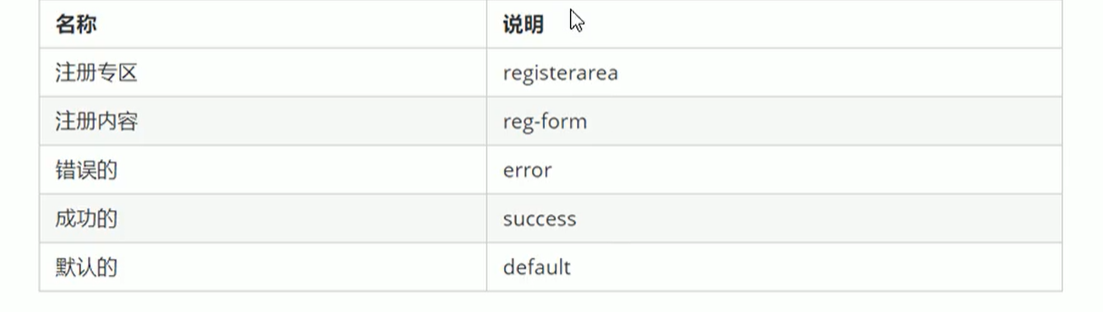 名称 说明
注册专区 registerarea
注册内容 reg-form
错误的 error
成功的 success
默认的 default